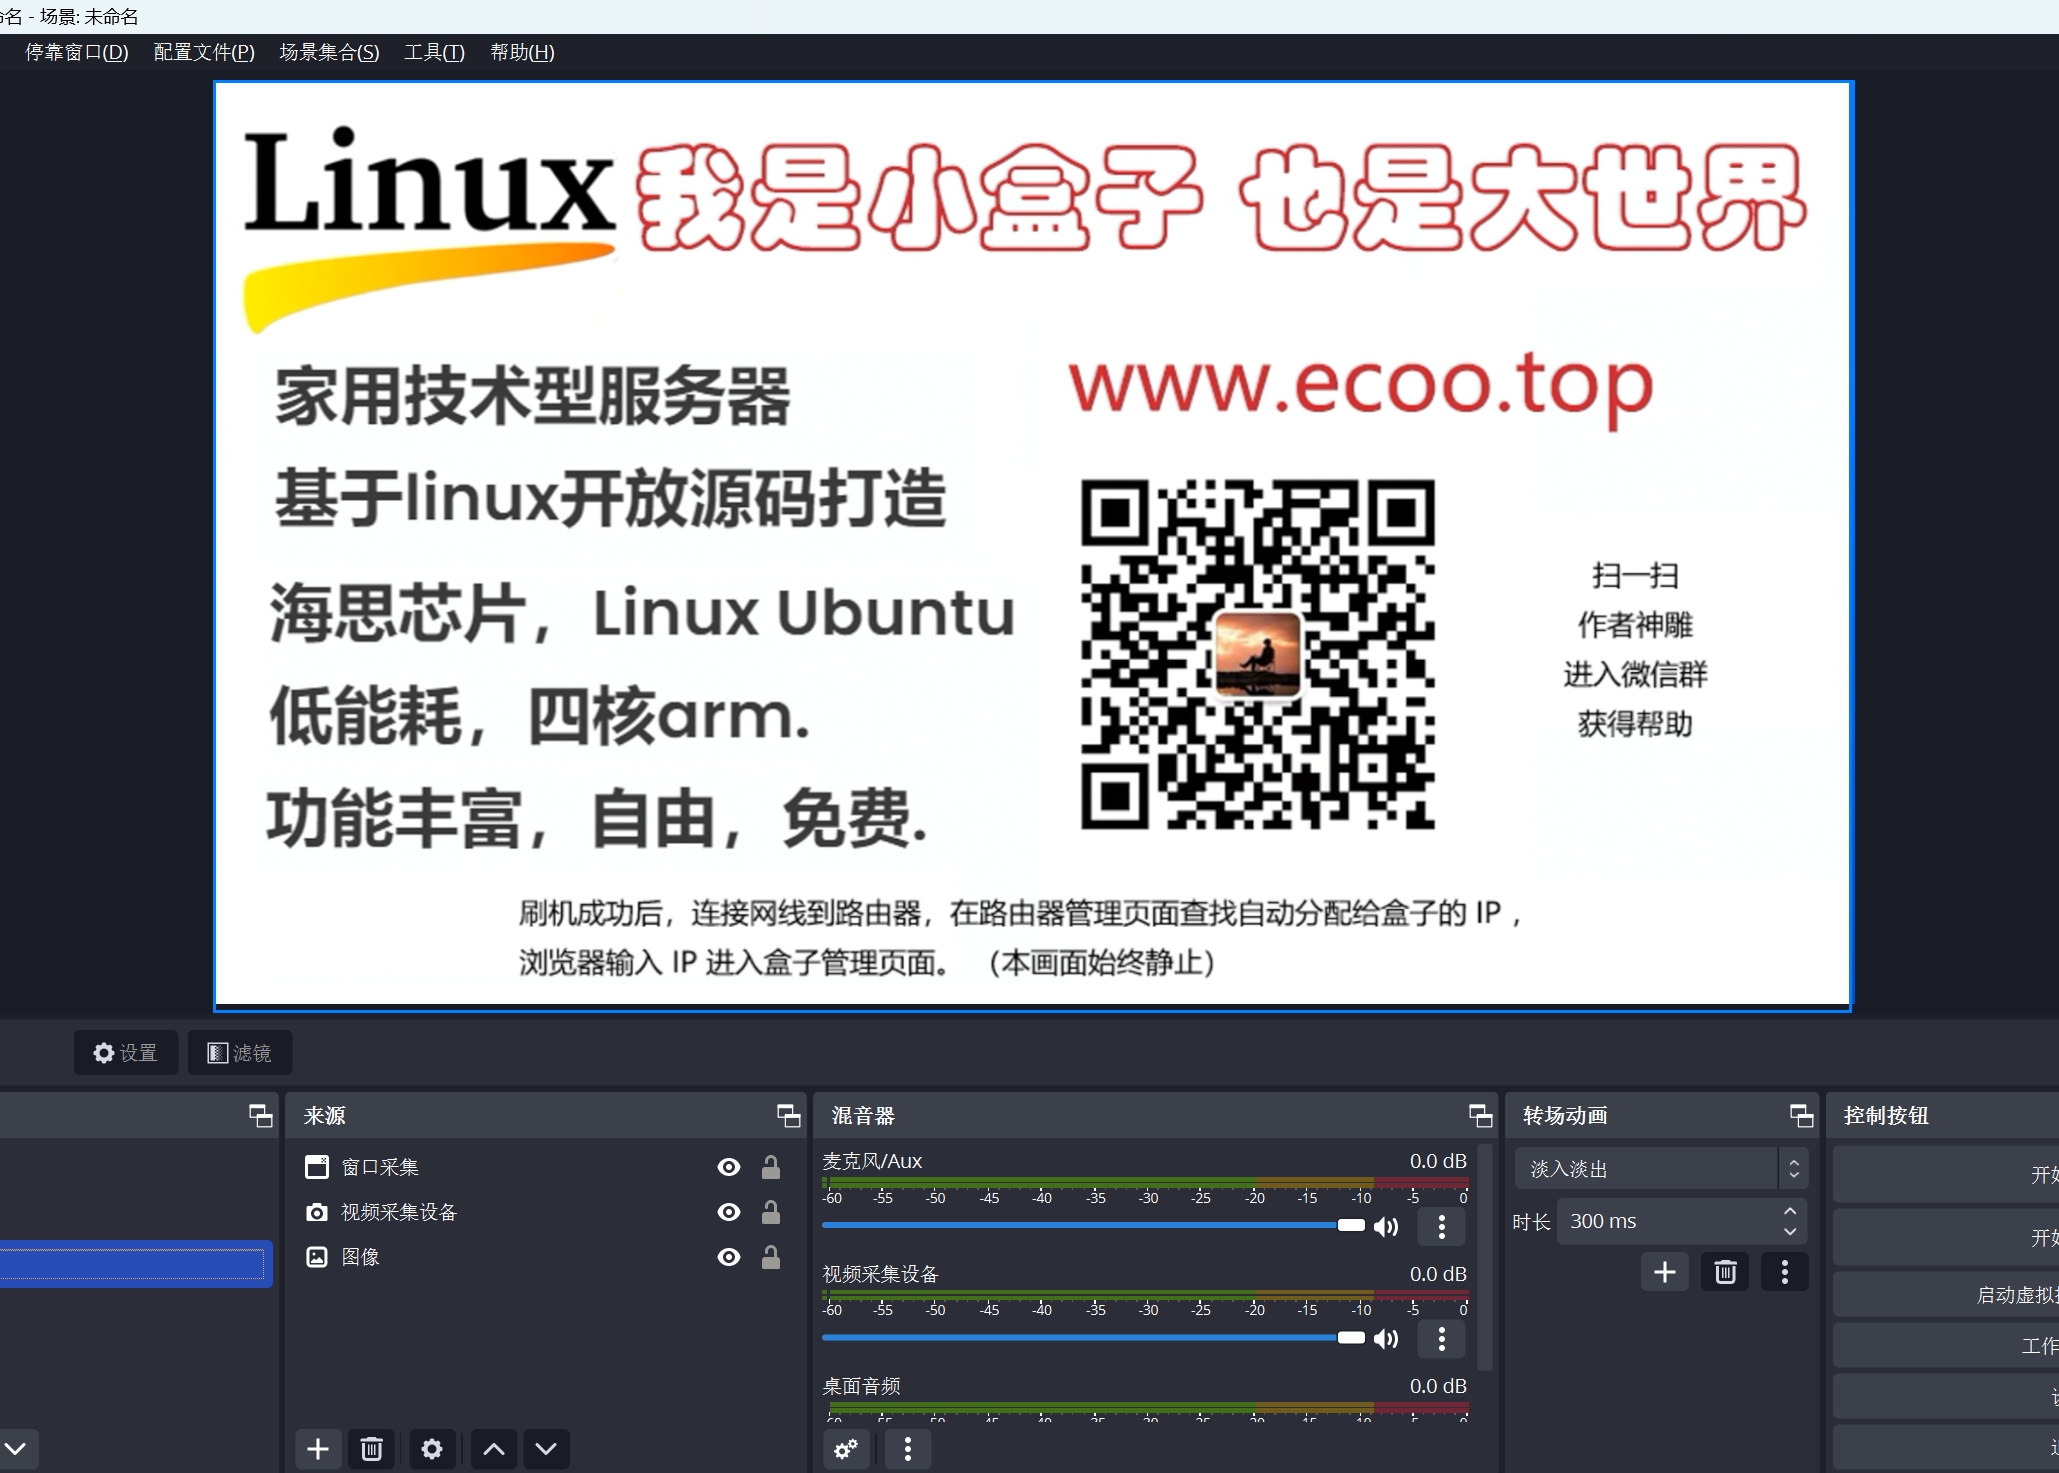 命名 - 场景: 未命名
停靠窗口(D) 配置文件(P) 场景集合(S) 工具(T) 帮助(H)
Linux 我是小盒子 也是大世界
家用技术型服务器
基于linux开放源码打造
海思芯片，Linux Ubuntu
低能耗，四核arm.
功能丰富，自由，免费.
www.ecoo.top
扫一扫
作者神雕
进入微信群
获得帮助
刷机成功后，连接网线到路由器，在路由器管理页面查找自动分配给盒子的 IP ，
浏览器输入 IP 进入盒子管理页面。 （本画面始终静止）
设置 滤镜
来源
窗口采集
视频采集设备
图像
混音器
麦克风/Aux 0.0 dB
-60 -55 -50 -45 -40 -35 -30 -25 -20 -15 -10 -5 0
视频采集设备 0.0 dB
-60 -55 -50 -45 -40 -35 -30 -25 -20 -15 -10 -5 0
桌面音频 0.0 dB
转场动画
淡入淡出
时长 300 ms
控制按钮
开始
开始
启动虚拟
工作